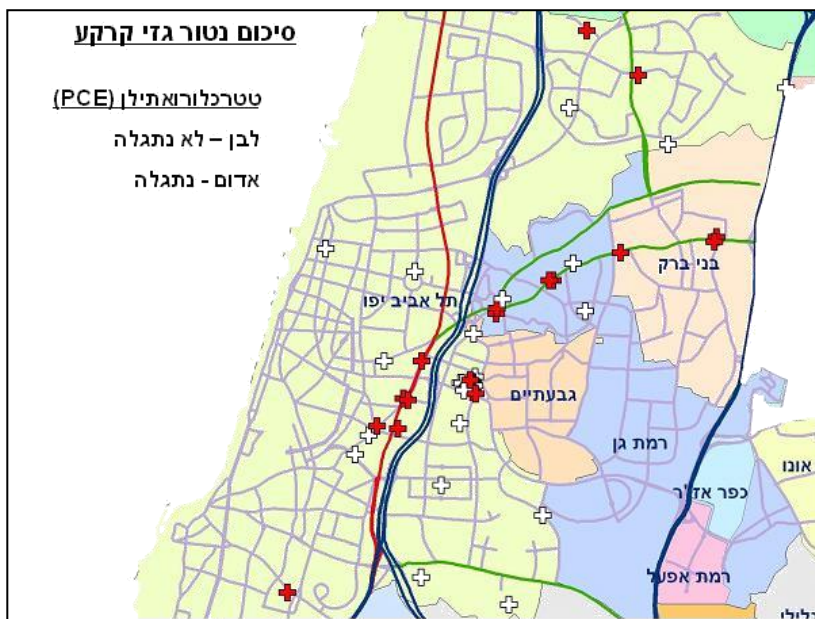 סיכום נטור גזי קרקע
טטרכלורואתילן (PCE)
לבן – לא נתגלה
אדום - נתגלה
בני ברק
תל אביב יפו
גבעתיים
רמת גן
אונו
כפר אז'ר
רמת אפעל